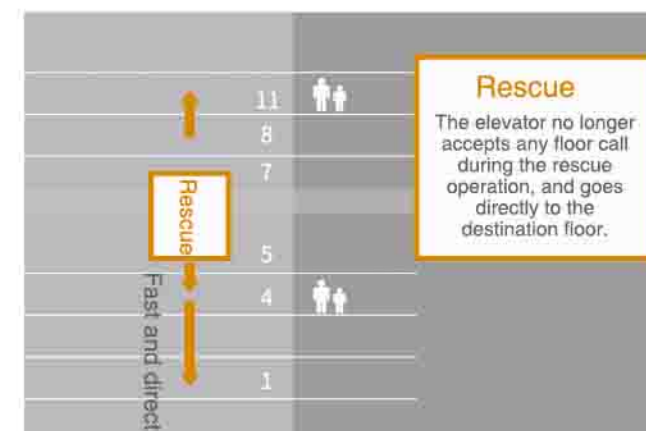 11
8
7
Rescue
5
4
1
Fast and direct
Rescue
The elevator no longer
accepts any floor call
during the rescue
operation, and goes
directly to the
destination floor.